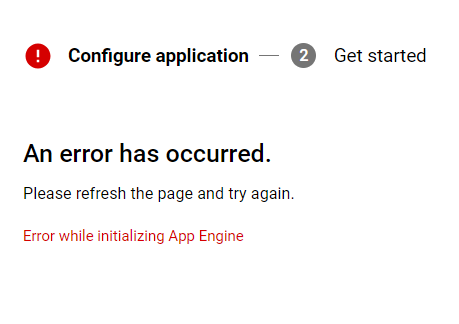 ! Configure application 2 Get started
An error has occurred.
Please refresh the page and try again.
Error while initializing App Engine